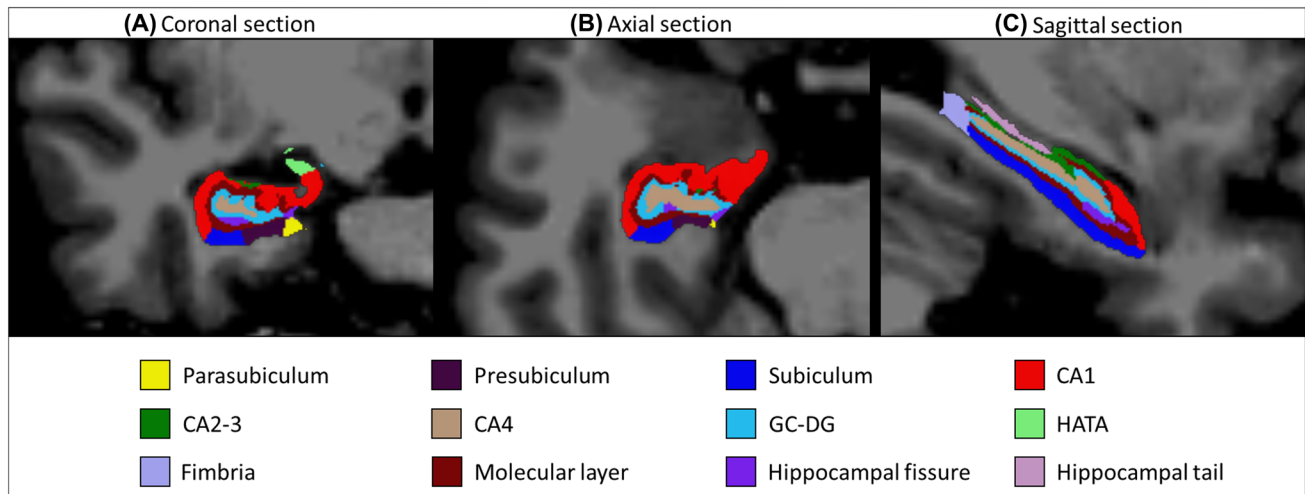 (A) Coronal section (B) Axial section (C) Sagittal section
Parasubiculum Presubiculum Subiculum CA1
CA2-3 CA4 GC-DG HATA
Fimbria Molecular layer Hippocampal fissure Hippocampal tail